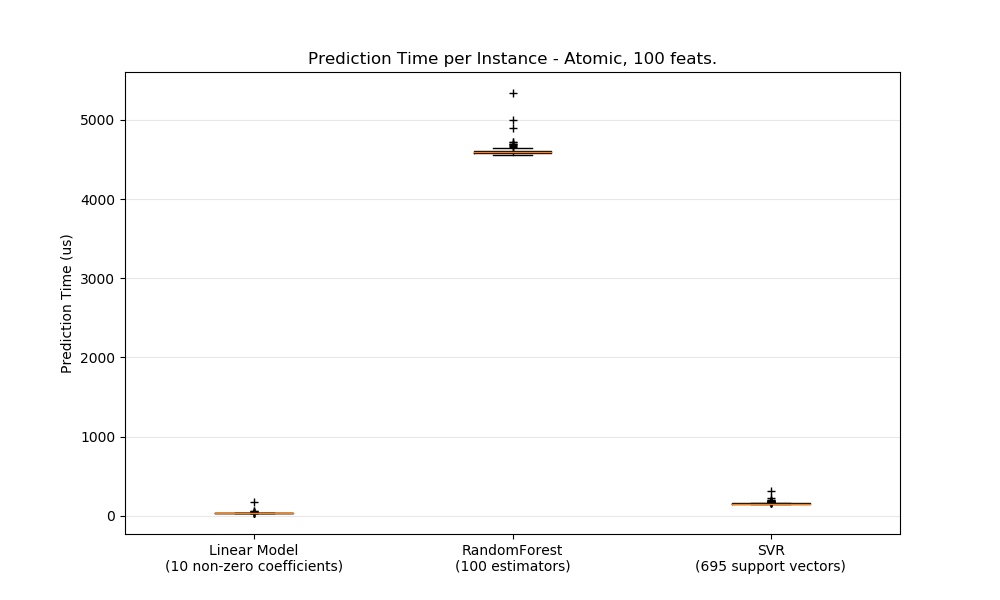 Prediction Time per Instance - Atomic, 100 feats.
Prediction Time (us)
5000
4000
3000
2000
1000
0
Linear Model
(10 non-zero coefficients)
RandomForest
(100 estimators)
SVR
(695 support vectors)